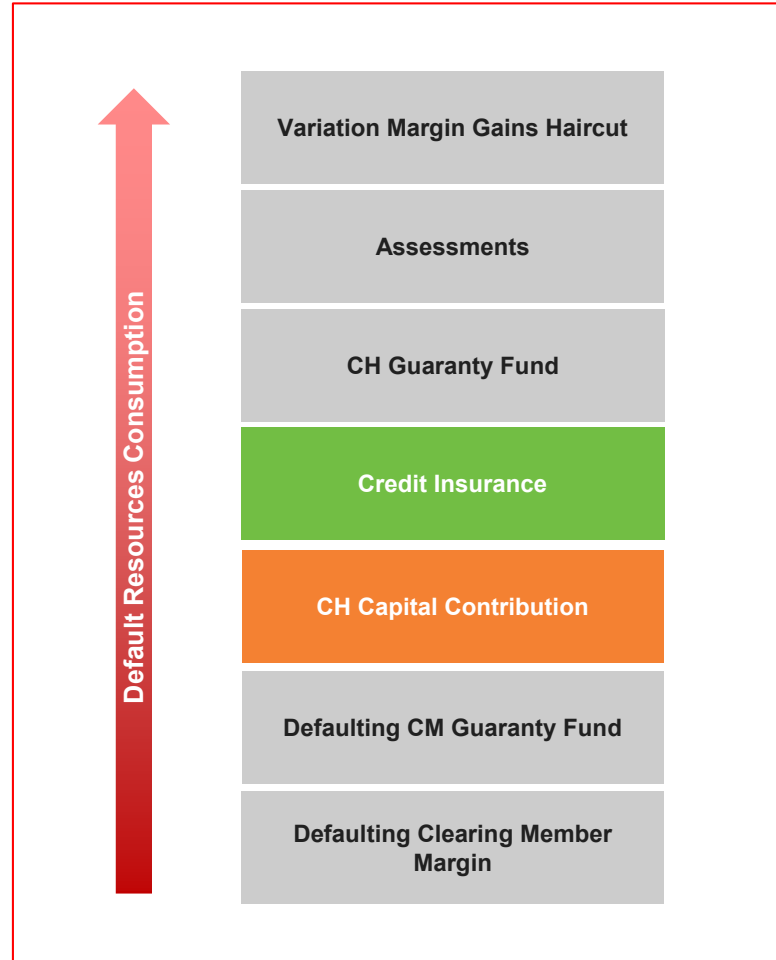 Default Resources Consumption
Variation Margin Gains Haircut
Assessments
CH Guaranty Fund
Credit Insurance
CH Capital Contribution
Defaulting CM Guaranty Fund
Defaulting Clearing Member
Margin